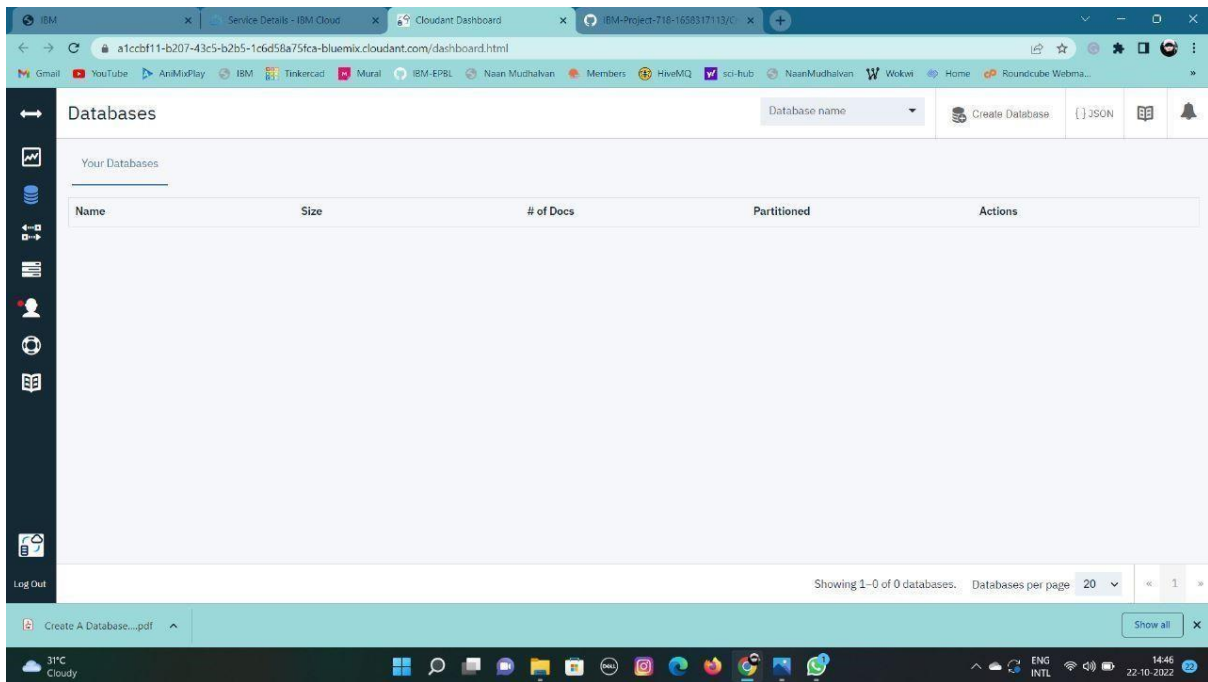 IBM
Service Details - IBM Cloud
Cloudant Dashboard
IBM-Project-718-1658317113/C
a1ccbf11-b207-43c5-b2b5-1c6d58a75fca-bluemix.cloudant.com/dashboard.html
Gmail YouTube AniMixPlay IBM Tinkercad Mural IBM-EPBL Naan Mudhalvan Members HiveMQ sci-hub NaanMudhalvan Wokwi Home Roundcube Webma...
Databases
Database name
Create Database
{ } JSON
Your Databases
Name Size # of Docs Partitioned Actions
Log Out
Showing 1–0 of 0 databases. Databases per page 20 « 1 »
Create A Database....pdf
Show all
31°C
Cloudy
DELL
ENG
INTL
14:46
22-10-2022
22